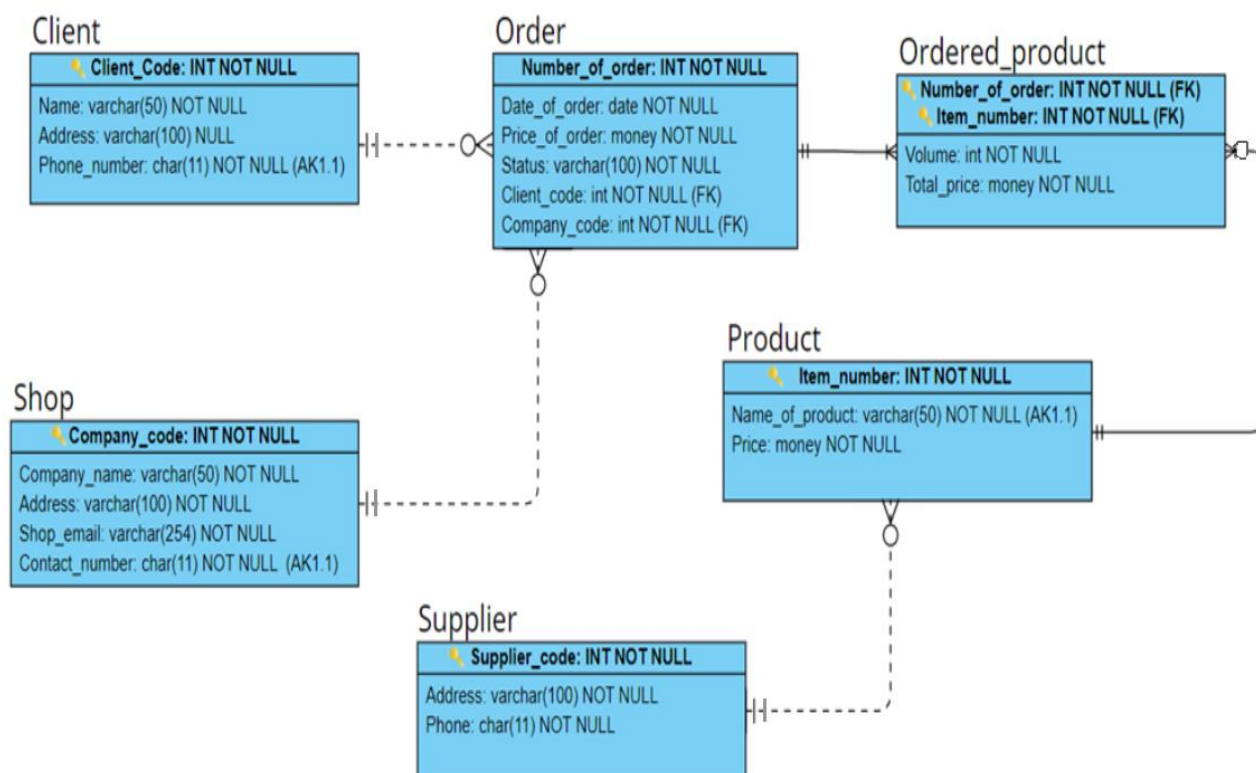 Client
Client_Code: INT NOT NULL
Name: varchar(50) NOT NULL
Address: varchar(100) NULL
Phone_number: char(11) NOT NULL (AK1.1)
Order
Number_of_order: INT NOT NULL
Date_of_order: date NOT NULL
Price_of_order: money NOT NULL
Status: varchar(100) NOT NULL
Client_code: int NOT NULL (FK)
Company_code: int NOT NULL (FK)
Ordered_product
Number_of_order: INT NOT NULL (FK)
Item_number: INT NOT NULL (FK)
Volume: int NOT NULL
Total_price: money NOT NULL
Shop
Company_code: INT NOT NULL
Company_name: varchar(50) NOT NULL
Address: varchar(100) NOT NULL
Shop_email: varchar(254) NOT NULL
Contact_number: char(11) NOT NULL (AK1.1)
Product
Item_number: INT NOT NULL
Name_of_product: varchar(50) NOT NULL (AK1.1)
Price: money NOT NULL
Supplier
Supplier_code: INT NOT NULL
Address: varchar(100) NOT NULL
Phone: char(11) NOT NULL